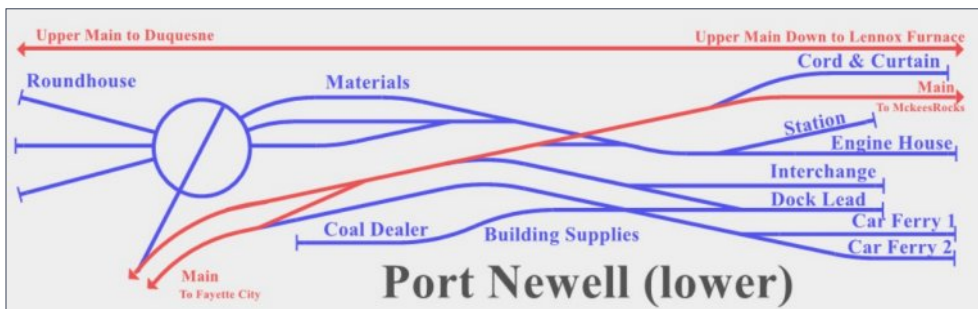 Upper Main to Duquesne
Upper Main Down to Lennox Furnace
Cord & Curtain
Roundhouse
Materials
Main
To MckeesRocks
Station
Engine House
Interchange
Dock Lead
Car Ferry 1
Coal Dealer
Building Supplies
Car Ferry 2
Main
To Fayette City
Port Newell (lower)